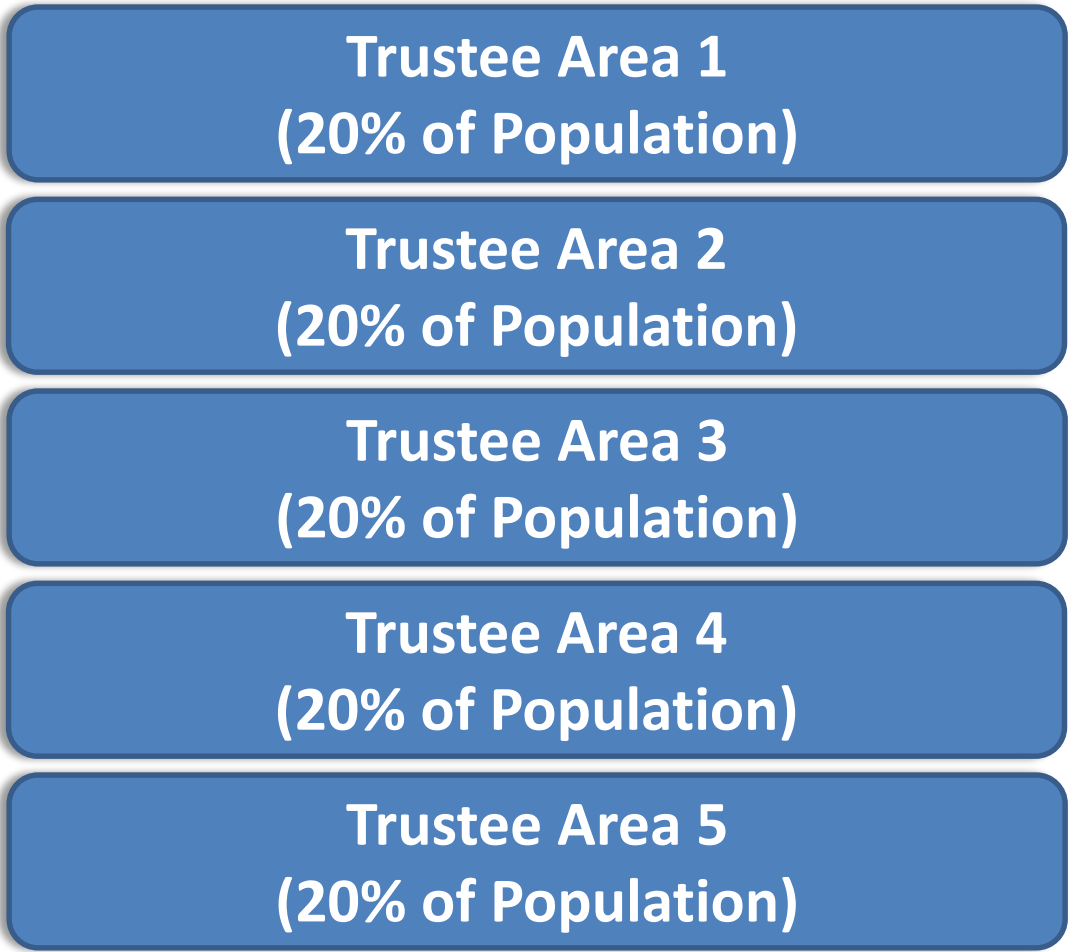 Trustee Area 1
(20% of Population)
Trustee Area 2
(20% of Population)
Trustee Area 3
(20% of Population)
Trustee Area 4
(20% of Population)
Trustee Area 5
(20% of Population)